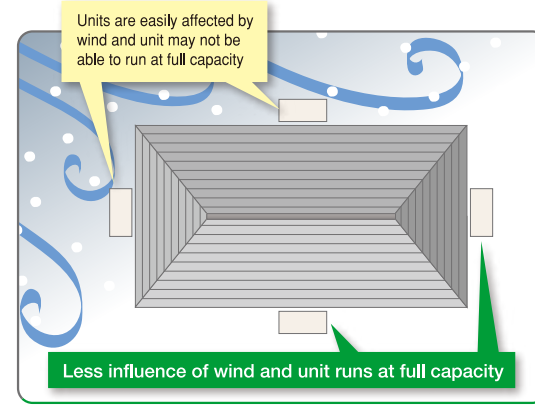 Units are easily affected by
wind and unit may not be
able to run at full capacity
Less influence of wind and unit runs at full capacity